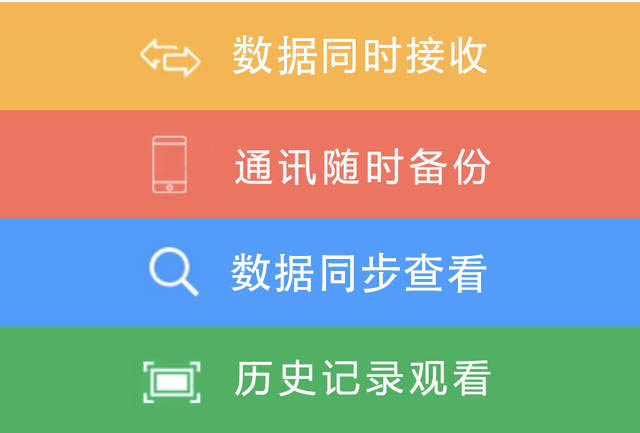 数据同时接收
通讯随时备份
数据同步查看
历史记录观看